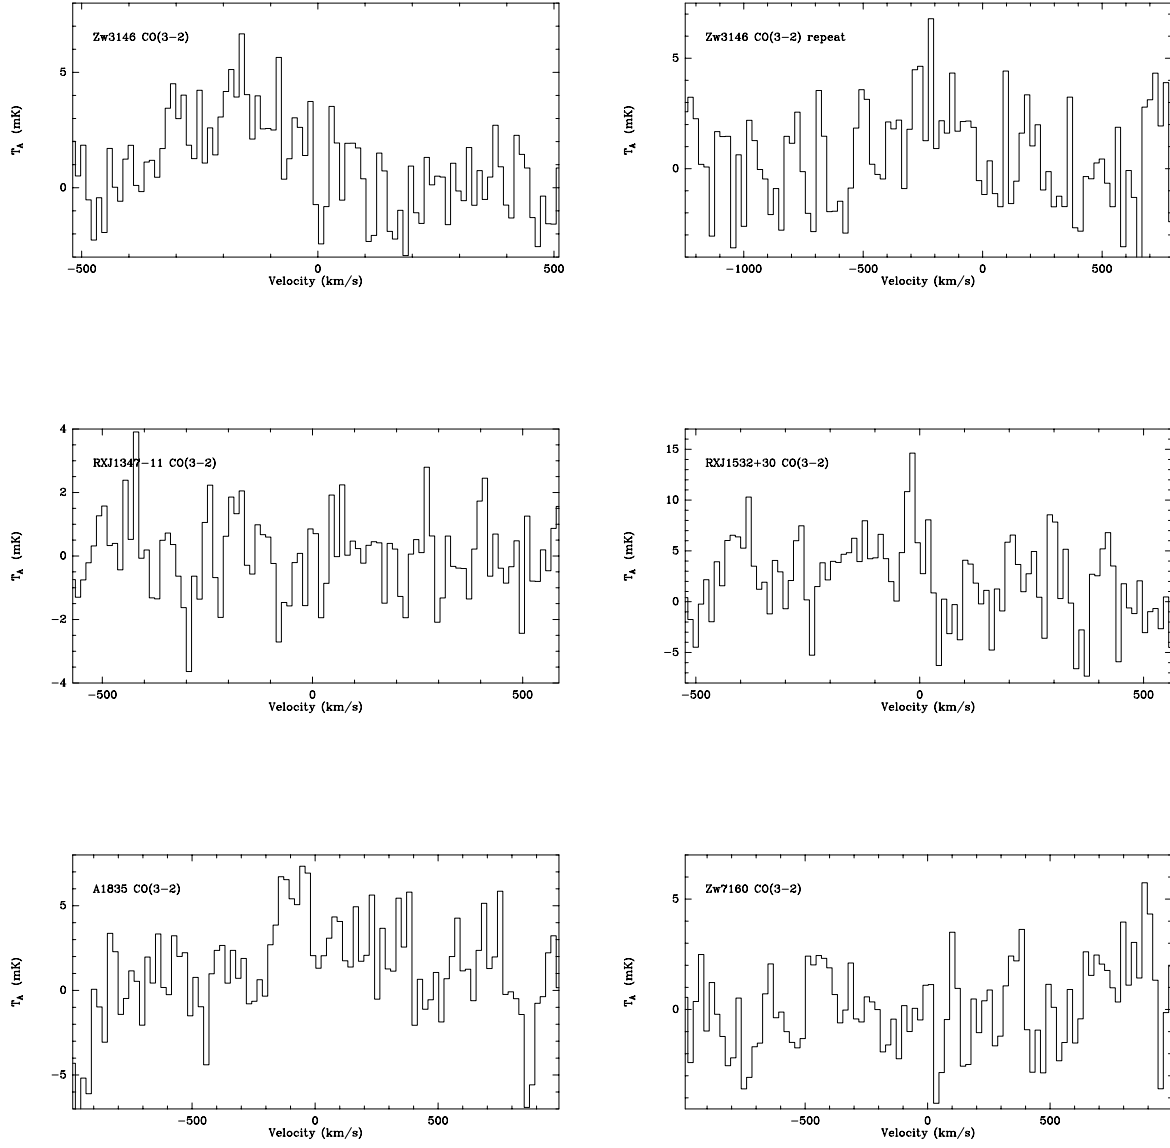 Zw3146 CO(3-2)
5
0
T_A (mK)
-500 0 500
Velocity (km/s)
Zw3146 CO(3-2) repeat
5
0
T_A (mK)
-1000 -500 0 500
Velocity (km/s)
4
RXJ1347-11 CO(3-2)
2
0
-2
-4
T_A (mK)
-500 0 500
Velocity (km/s)
15
RXJ1532+30 CO(3-2)
10
5
0
-5
T_A (mK)
-500 0 500
Velocity (km/s)
A1835 CO(3-2)
5
0
-5
T_A (mK)
-500 0 500
Velocity (km/s)
Zw7160 CO(3-2)
5
0
T_A (mK)
-500 0 500
Velocity (km/s)